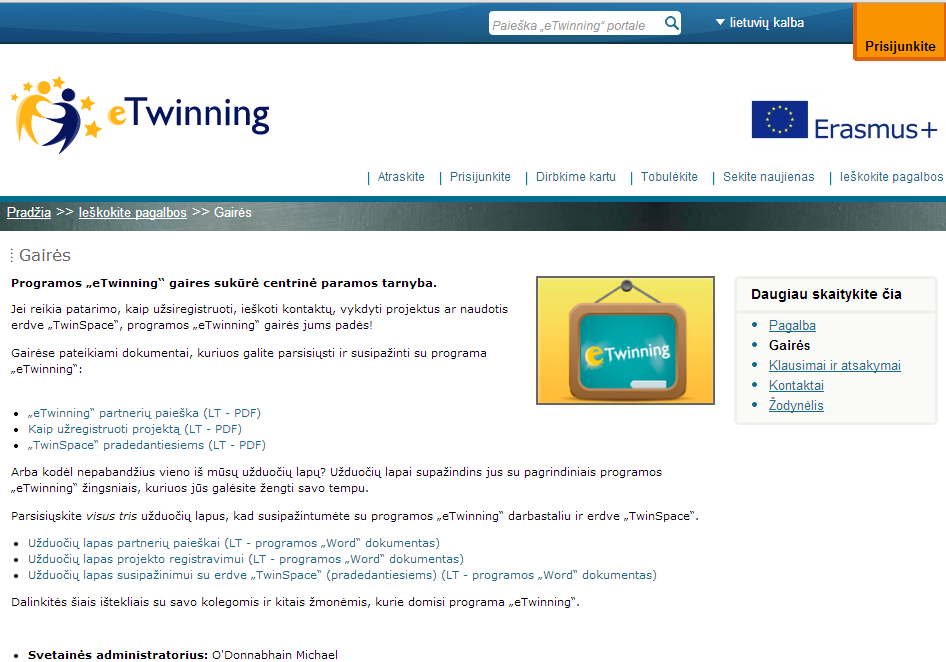 Paieška „eTwinning“ portale
lietuvių kalba
Prisijunkite
eTwinning
Erasmus+
Atraskite | Prisijunkite | Dirbkime kartu | Tobulėkite | Sekite naujienas | Ieškokite pagalbos
Pradžia >> Ieškokite pagalbos >> Gairės
Gairės
Programos „eTwinning“ gaires sukūrė centrinė paramos tarnyba.
Jei reikia patarimo, kaip užsiregistruoti, ieškoti kontaktų, vykdyti projektus ar naudotis
erdve „TwinSpace“, programos „eTwinning“ gairės jums padės!
Gairėse pateikiami dokumentai, kuriuos galite parsisiųsti ir susipažinti su programa
„eTwinning“:
„eTwinning“ partnerių paieška (LT - PDF)
Kaip užregistruoti projektą (LT - PDF)
„TwinSpace“ pradedantiesiems (LT - PDF)
eTwinning
Daugiau skaitykite čia
Pagalba
Gairės
Klausimai ir atsakymai
Kontaktai
Žodynėlis
Arba kodėl nepabandžius vieno iš mūsų užduočių lapų? Užduočių lapai supažindins jus su pagrindiniais programos
„eTwinning“ žingsniais, kuriuos jūs galėsite žengti savo tempu.
Parsisiųskite visus tris užduočių lapus, kad susipažintumėte su programos „eTwinning“ darbastaliu ir erdve „TwinSpace“.
Užduočių lapas partnerių paieškai (LT - programos „Word“ dokumentas)
Užduočių lapas projekto registravimui (LT - programos „Word“ dokumentas)
Užduočių lapas susipažinimui su erdve „TwinSpace“ (pradedantiesiems) (LT - programos „Word“ dokumentas)
Dalinkitės šiais ištekliais su savo kolegomis ir kitais žmonėmis, kurie domisi programa „eTwinning“.
Svetainės administratorius: O'Donnabhain Michael